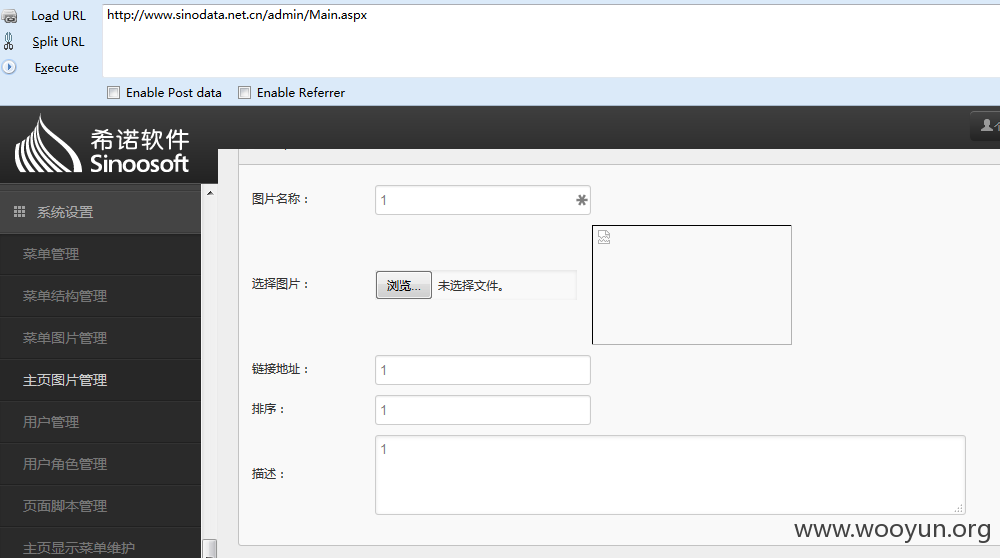 Load URL
http://www.sinodata.net.cn/admin/Main.aspx
Split URL
Execute
Enable Post data
Enable Referrer
希诺软件
Sinoosoft
系统设置
菜单管理
菜单结构管理
菜单图片管理
主页图片管理
用户管理
用户角色管理
页面脚本管理
主页显示菜单维护
图片名称：
1
选择图片：
浏览... 未选择文件。
链接地址：
1
排序：
1
描述：
1
www.wooyun.org